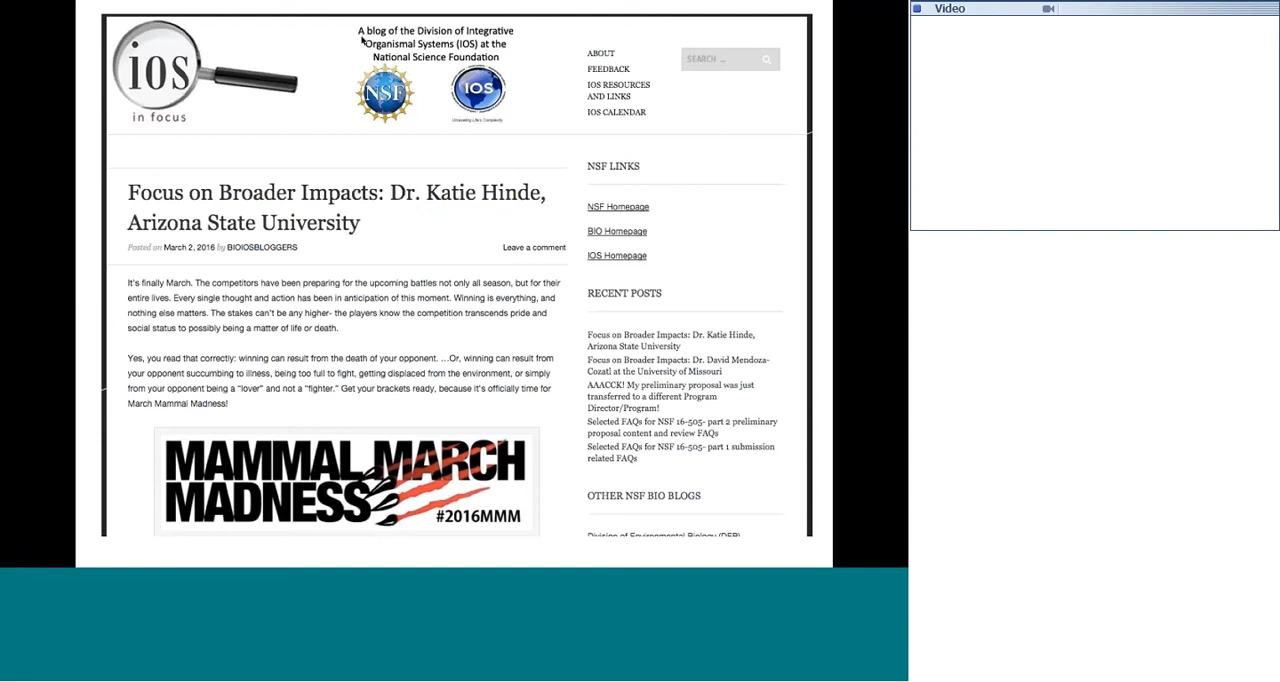 Video
A blog of the Division of Integrative
Organismal Systems (IOS) at the
National Science Foundation
ios
in focus
NSF
IOS
ABOUT
FEEDBACK
IOS RESOURCES
AND LINKS
IOS CALENDAR
SEARCH ...
Focus on Broader Impacts: Dr. Katie Hinde,
Arizona State University
Posted on March 2, 2016 by BIOIOSBLOGGERS
Leave a comment
It's finally March. The competitors have been preparing for the upcoming battles not only all season, but for their
entire lives. Every single thought and action has been in anticipation of this moment. Winning is everything, and
nothing else matters. The stakes can't be any higher- the players know the competition transcends pride and
social status to possibly being a matter of life or death.
Yes, you read that correctly: winning can result from the death of your opponent. …Or, winning can result from
your opponent succumbing to illness, being too full to fight, getting displaced from the environment, or simply
from your opponent being a "lover" and not a "fighter." Get your brackets ready, because it's officially time for
March Mammal Madness!
MAMMAL MARCH
MADNESS
#2016MMM
NSF LINKS
NSF Homepage
BIO Homepage
IOS Homepage
RECENT POSTS
Focus on Broader Impacts: Dr. Katie Hinde,
Arizona State University
Focus on Broader Impacts: Dr. David Mendoza-
Cozatl at the University of Missouri
AAACCK! My preliminary proposal was just
transferred to a different Program
Director/Program!
Selected FAQs for NSF 16-505- part 2 preliminary
proposal content and review FAQs
Selected FAQs for NSF 16-505- part 1 submission
related FAQs
OTHER NSF BIO BLOGS
Division of Environmental Biology (DEB)